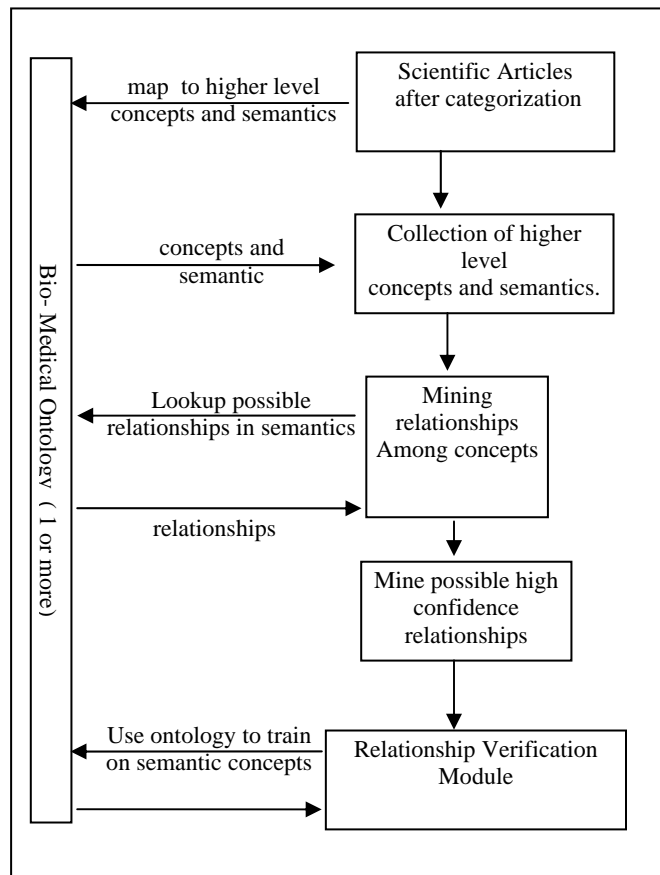 Scientific Articles
after categorization
map to higher level
concepts and semantics
Collection of higher
level
concepts and semantics.
concepts and
semantic
Bio- Medical Ontology ( 1 or more)
Mining
relationships
Among concepts
Lookup possible
relationships in semantics
relationships
Mine possible high
confidence
relationships
Use ontology to train
on semantic concepts
Relationship Verification
Module